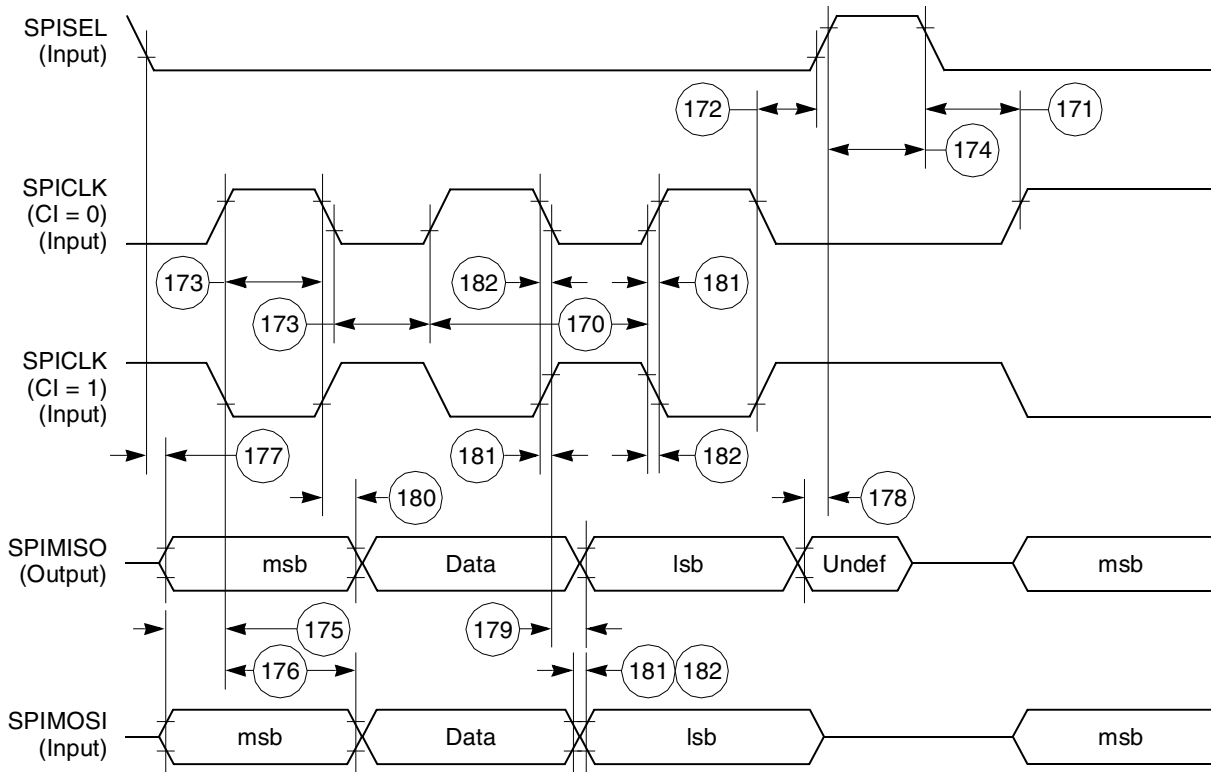 SPISEL
(Input)
172
171
174
SPICLK
(CI = 0)
(Input)
173
182
181
173
170
SPICLK
(CI = 1)
(Input)
177
181
182
180
178
SPIMISO
(Output)
msb
Data
lsb
Undef
msb
175
179
176
181
182
SPIMOSI
(Input)
msb
Data
lsb
msb